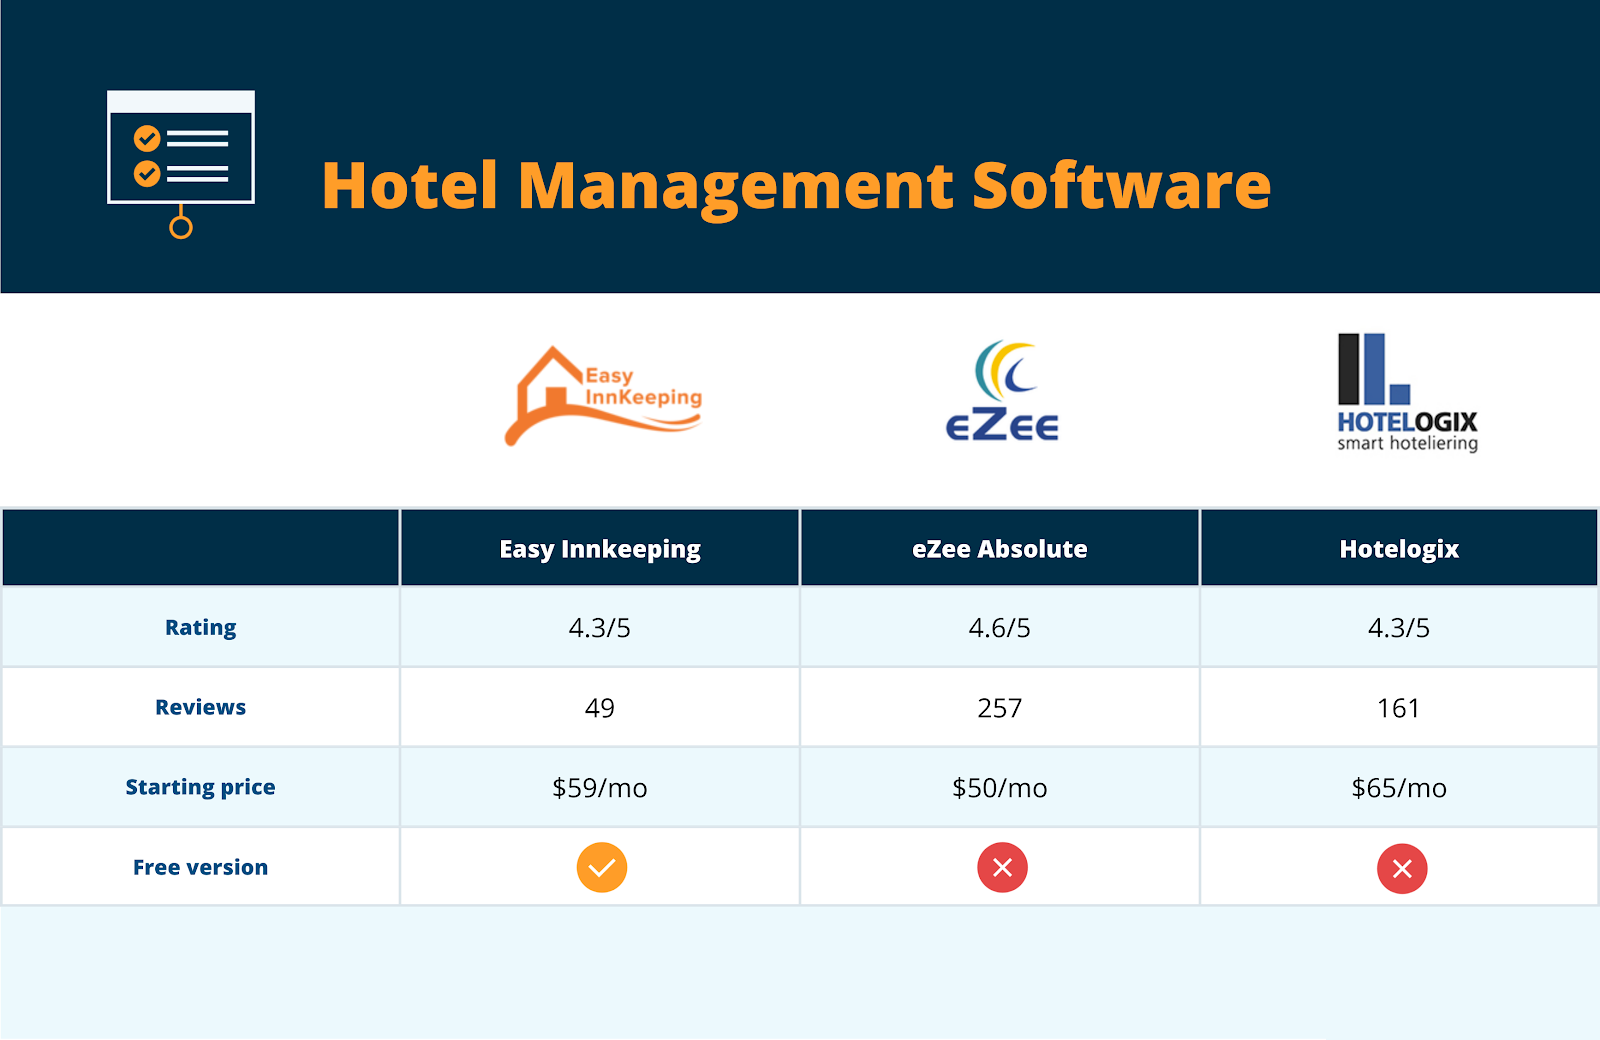 Hotel Management Software
Easy
InnKeeping
eZee
HOTELOGIX
smart hoteliering
Easy Innkeeping eZee Absolute Hotelogix
Rating 4.3/5 4.6/5 4.3/5
Reviews 49 257 161
Starting price $59/mo $50/mo $65/mo
Free version